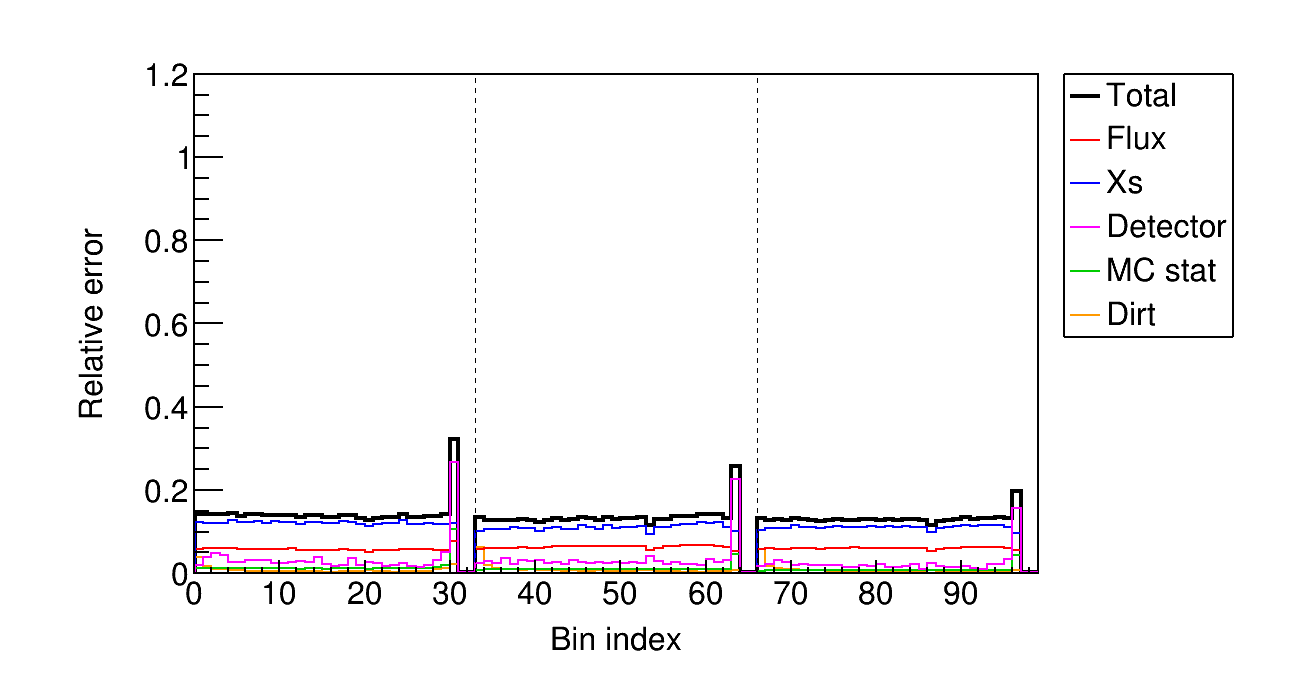 1.2
1
0.8
0.6
0.4
0.2
0
Relative error
0 10 20 30 40 50 60 70 80 90
Bin index
Total
Flux
Xs
Detector
MC stat
Dirt